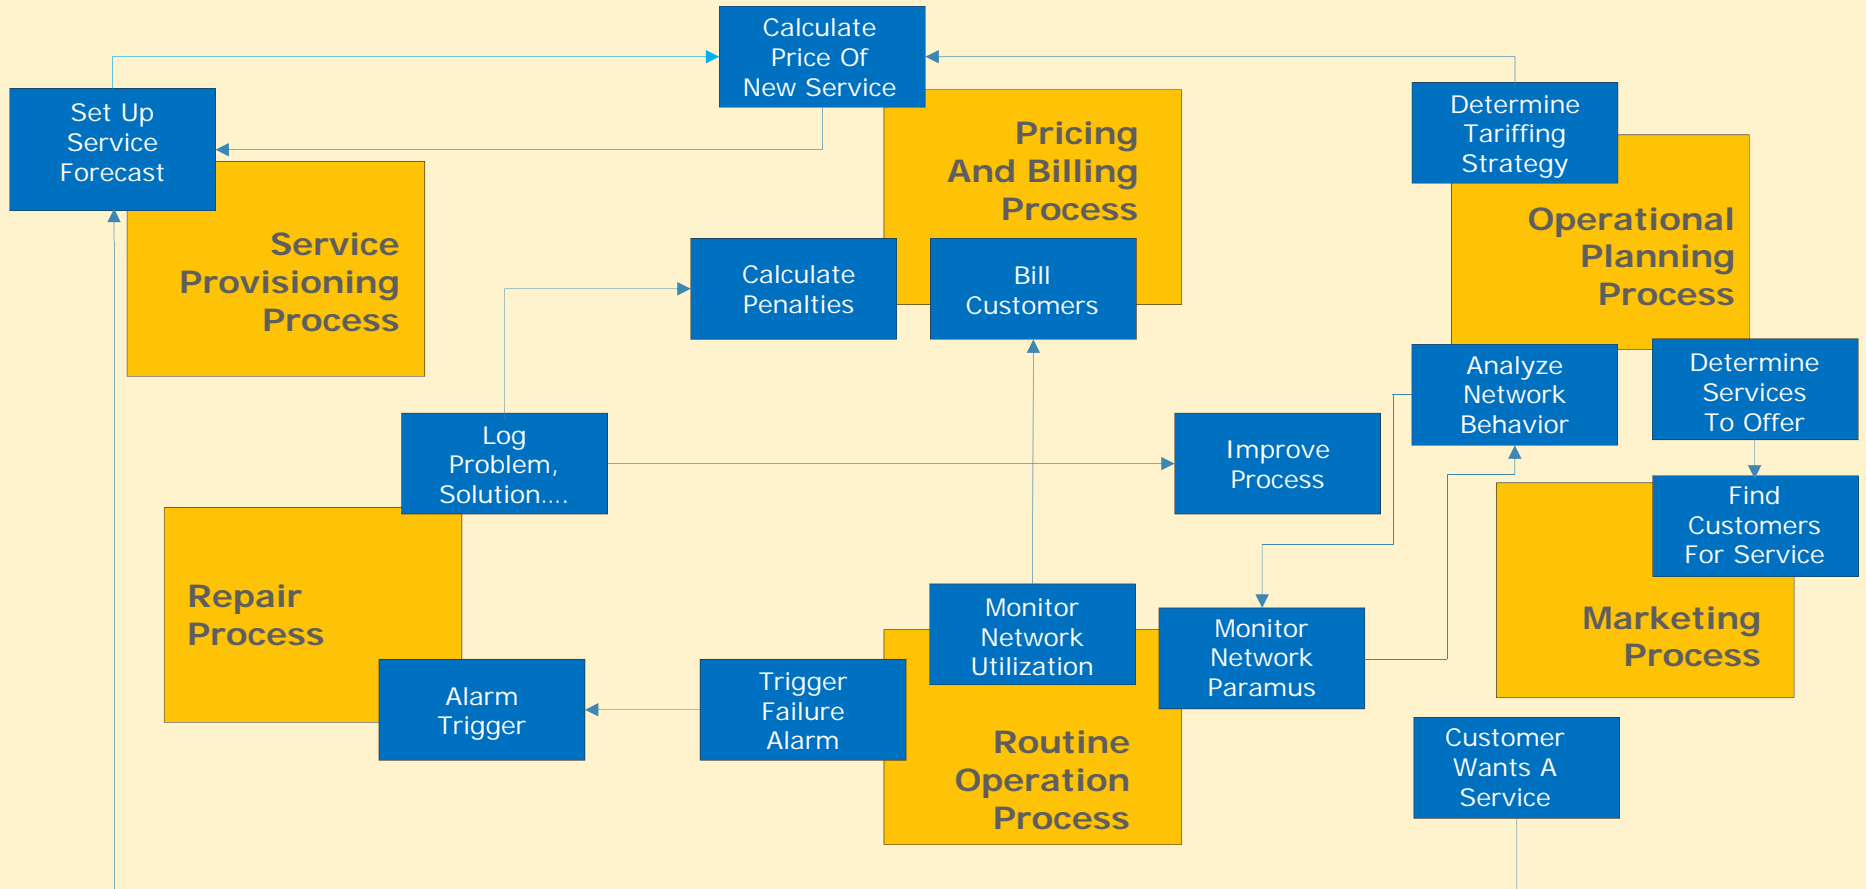 Calculate
Price Of
New Service
Set Up
Service
Forecast
Pricing
And Billing
Process
Determine
Tariffing
Strategy
Service
Provisioning
Process
Calculate
Penalties
Bill
Customers
Operational
Planning
Process
Analyze
Network
Behavior
Determine
Services
To Offer
Log
Problem,
Solution....
Improve
Process
Find
Customers
For Service
Repair
Process
Monitor
Network
Utilization
Monitor
Network
Paramus
Marketing
Process
Alarm
Trigger
Trigger
Failure
Alarm
Routine
Operation
Process
Customer
Wants A
Service